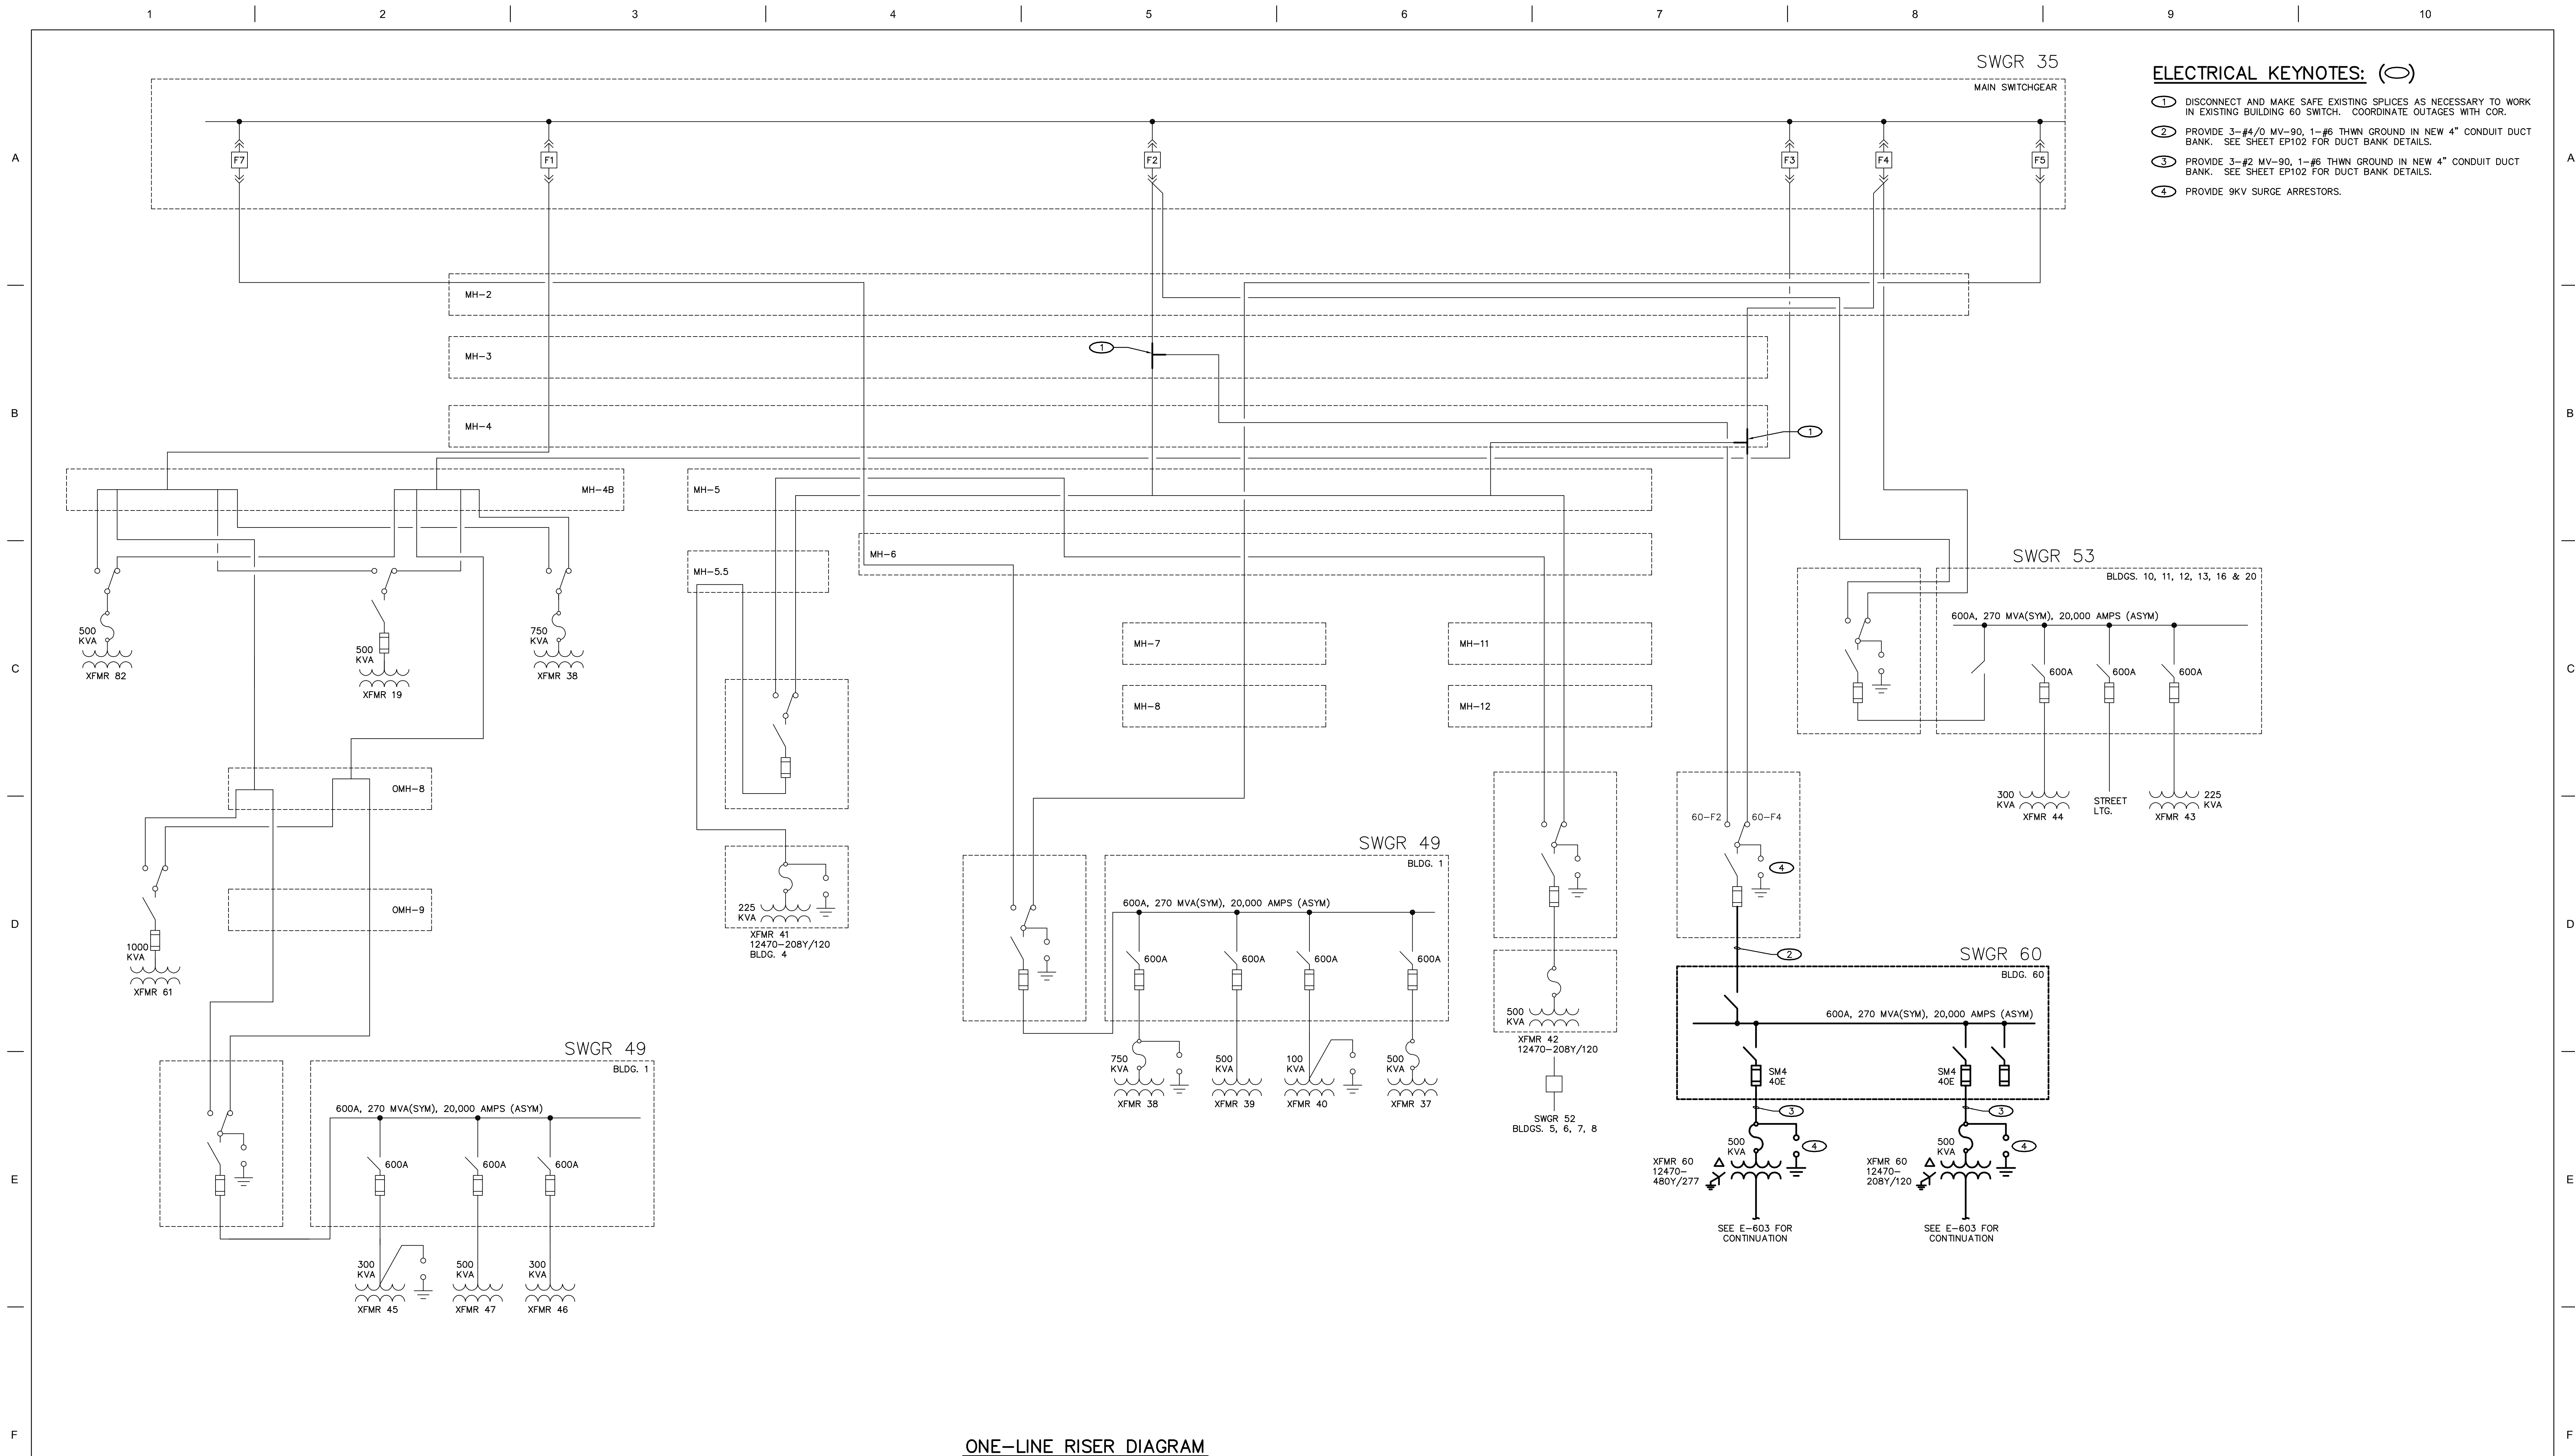 1 2 3 4 5 6 7 8 9 10
A
B
C
D
E
F
A
B
C
D
E
F
SWGR 35
MAIN SWITCHGEAR
F7
F1
F2
F3
F4
F5
ELECTRICAL KEYNOTES: ( )
1 DISCONNECT AND MAKE SAFE EXISTING SPLICES AS NECESSARY TO WORK
IN EXISTING BUILDING 60 SWITCH. COORDINATE OUTAGES WITH COR.
2 PROVIDE 3-#4/0 MV-90, 1-#6 THWN GROUND IN NEW 4" CONDUIT DUCT
BANK. SEE SHEET EP102 FOR DUCT BANK DETAILS.
3 PROVIDE 3-#2 MV-90, 1-#6 THWN GROUND IN NEW 4" CONDUIT DUCT
BANK. SEE SHEET EP102 FOR DUCT BANK DETAILS.
4 PROVIDE 9KV SURGE ARRESTORS.
MH-2
MH-3
1
MH-4
1
MH-4B
MH-5
MH-5.5
MH-6
MH-7
MH-11
MH-8
MH-12
500
KVA
XFMR 82
500
KVA
XFMR 19
750
KVA
XFMR 38
SWGR 53
BLDGS. 10, 11, 12, 13, 16 & 20
600A, 270 MVA(SYM), 20,000 AMPS (ASYM)
600A
600A
600A
300
KVA
XFMR 44
STREET
LTG.
225
KVA
XFMR 43
OMH-8
OMH-9
1000
KVA
XFMR 61
225
KVA
XFMR 41
12470-208Y/120
BLDG. 4
SWGR 49
BLDG. 1
600A, 270 MVA(SYM), 20,000 AMPS (ASYM)
600A
600A
600A
600A
750
KVA
XFMR 38
500
KVA
XFMR 39
100
KVA
XFMR 40
500
KVA
XFMR 37
500
KVA
XFMR 42
12470-208Y/120
SWGR 52
BLDGS. 5, 6, 7, 8
60-F2
60-F4
4
2
SWGR 60
BLDG. 60
600A, 270 MVA(SYM), 20,000 AMPS (ASYM)
SM4
40E
SM4
40E
3
3
500
KVA
4
XFMR 60
12470-
480Y/277
SEE E-603 FOR
CONTINUATION
500
KVA
4
XFMR 60
12470-
208Y/120
SEE E-603 FOR
CONTINUATION
SWGR 49
BLDG. 1
600A, 270 MVA(SYM), 20,000 AMPS (ASYM)
600A
600A
600A
300
KVA
XFMR 45
500
KVA
XFMR 47
300
KVA
XFMR 46
ONE-LINE RISER DIAGRAM